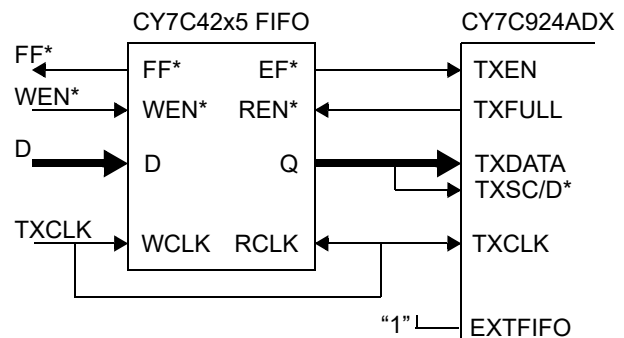 CY7C42x5 FIFO CY7C924ADX
FF* FF* EF* TXEN
WEN* WEN* REN* TXFULL
D D Q TXDATA
TXSC/D*
TXCLK WCLK RCLK TXCLK
“1” EXTFIFO